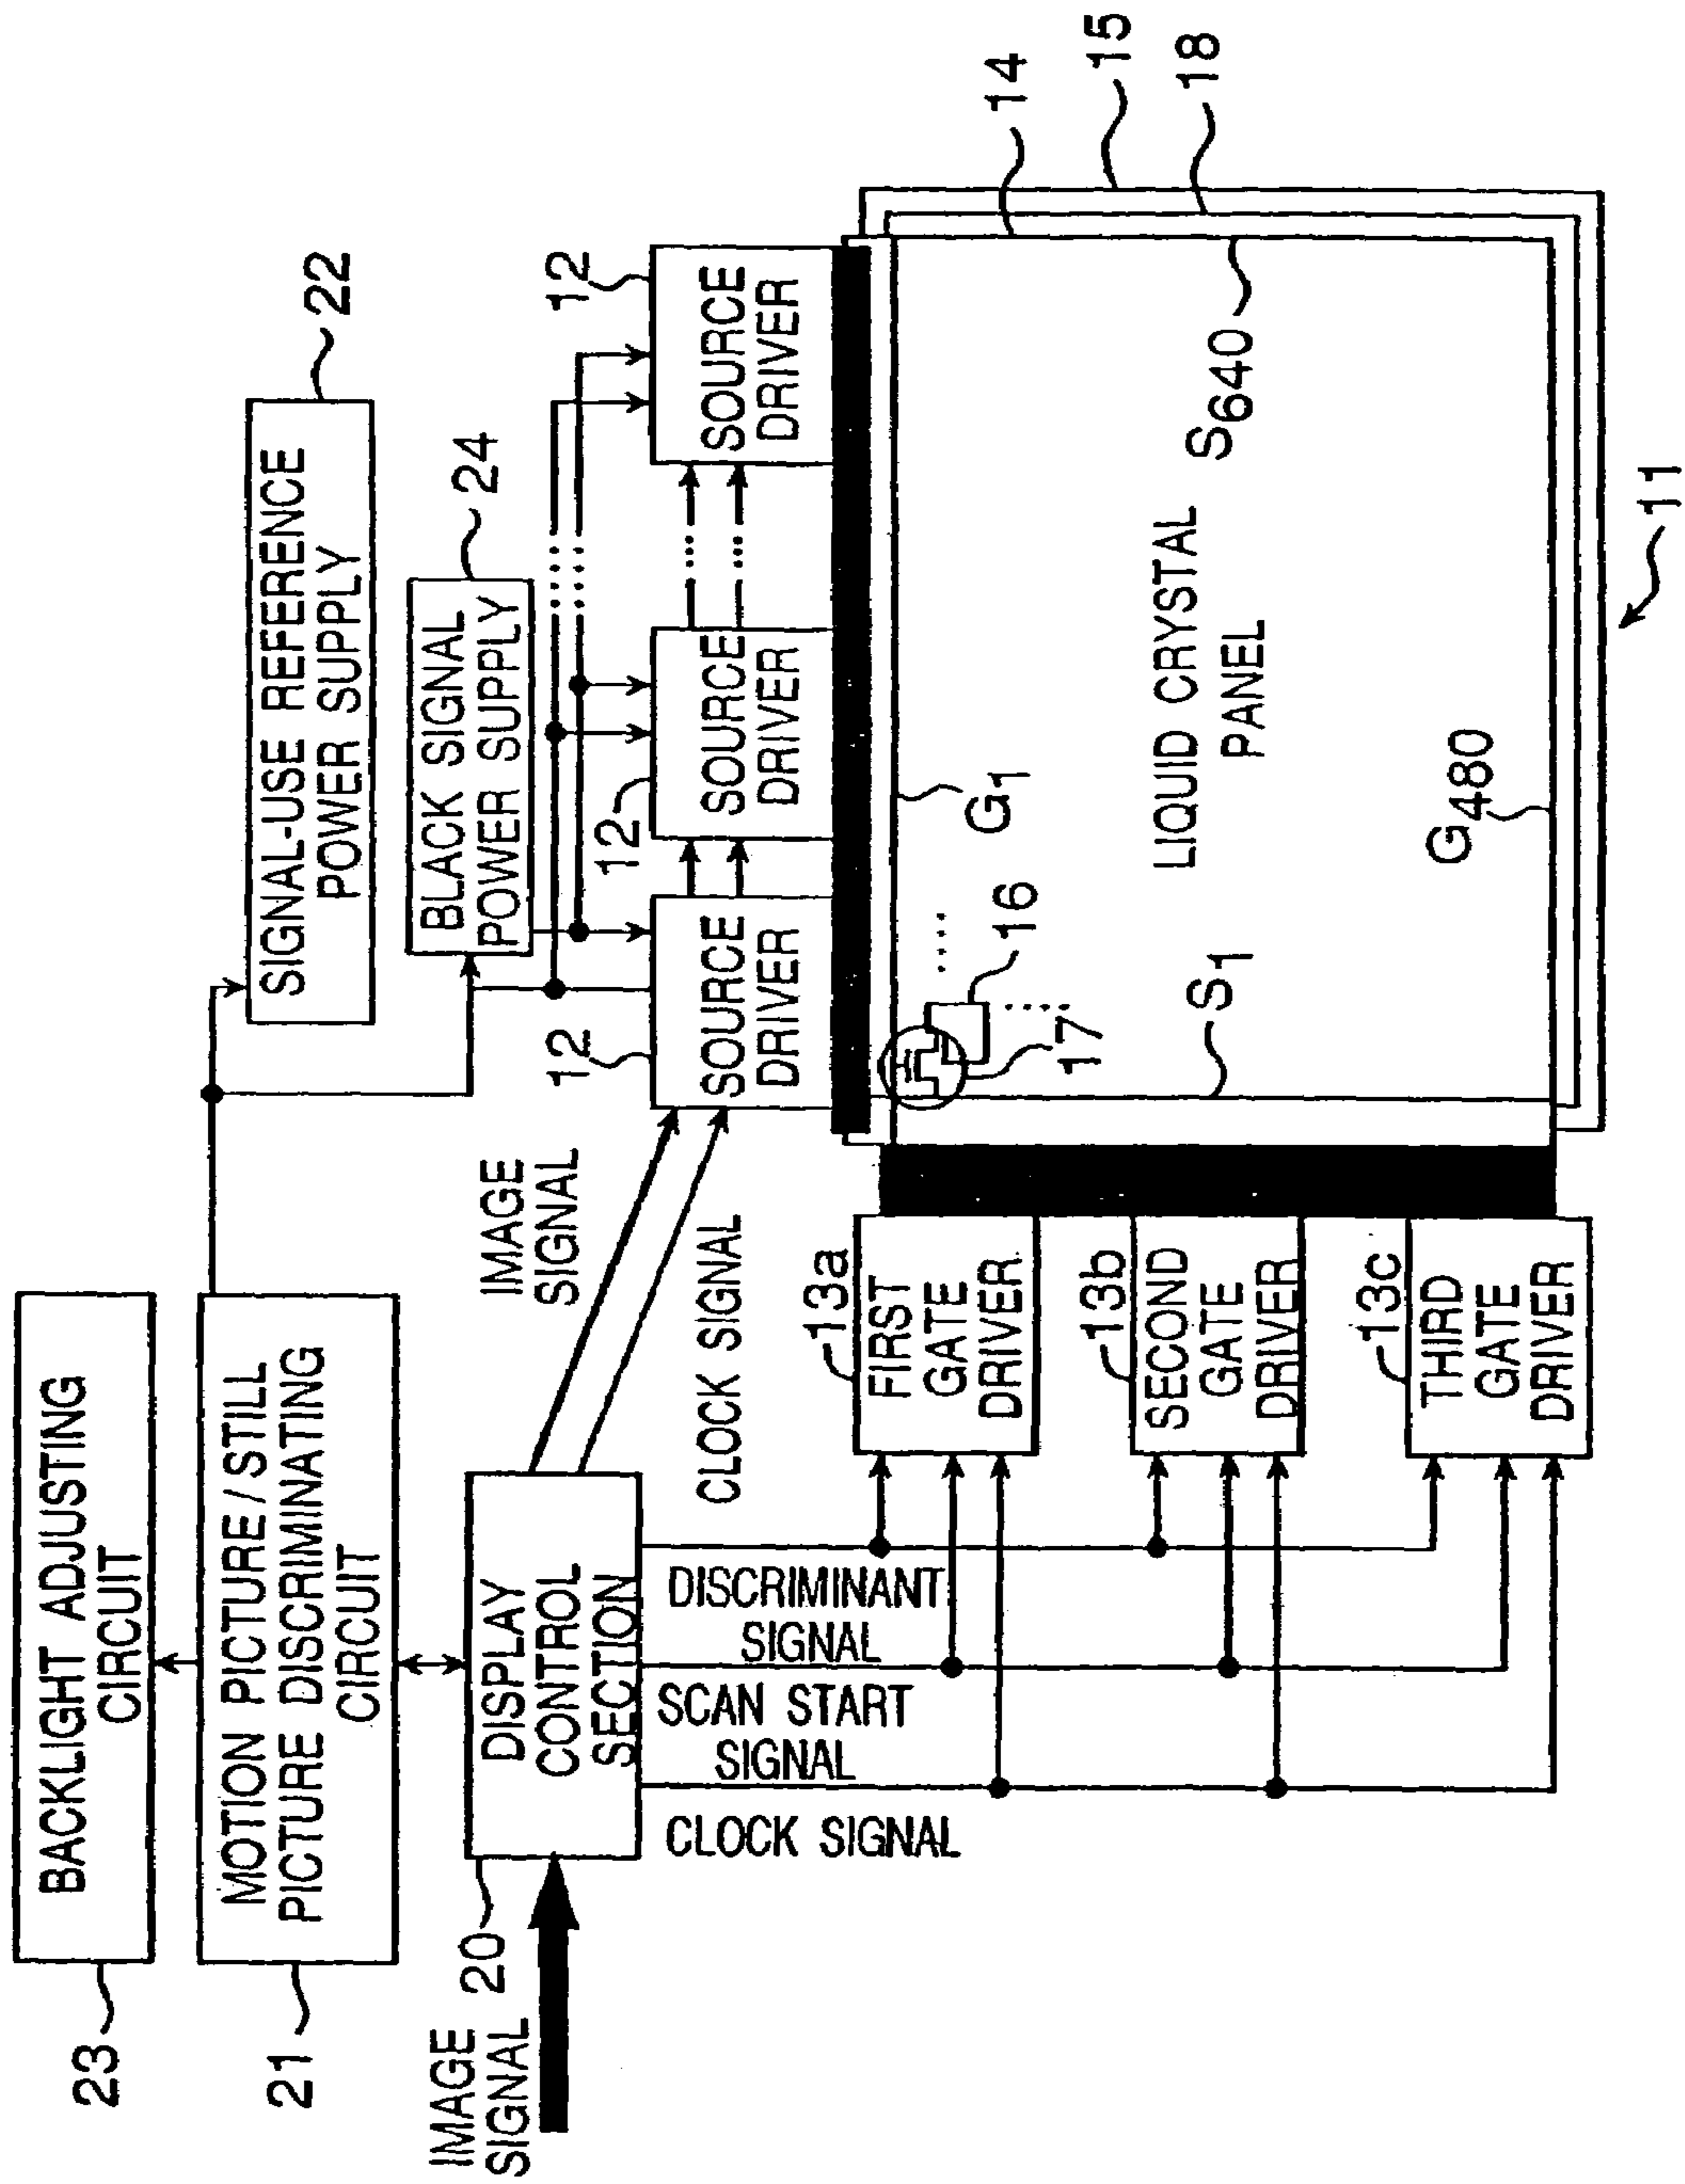 23
BACKLIGHT ADJUSTING
CIRCUIT
21
MOTION PICTURE/STILL
PICTURE DISCRIMINATING
CIRCUIT
SIGNAL-USE REFERENCE
POWER SUPPLY
22
BLACK SIGNAL
POWER SUPPLY
24
IMAGE
SIGNAL
20
DISPLAY
CONTROL
SECTION
IMAGE
SIGNAL
CLOCK SIGNAL
12
SOURCE
DRIVER
12
SOURCE
DRIVER
12
SOURCE
DRIVER
DISCRIMINANT
SIGNAL
SCAN START
SIGNAL
CLOCK SIGNAL
13a
FIRST
GATE
DRIVER
13b
SECOND
GATE
DRIVER
13c
THIRD
GATE
DRIVER
17
16
G1
S1
LIQUID CRYSTAL
PANEL
G480
S640
14
15
18
11